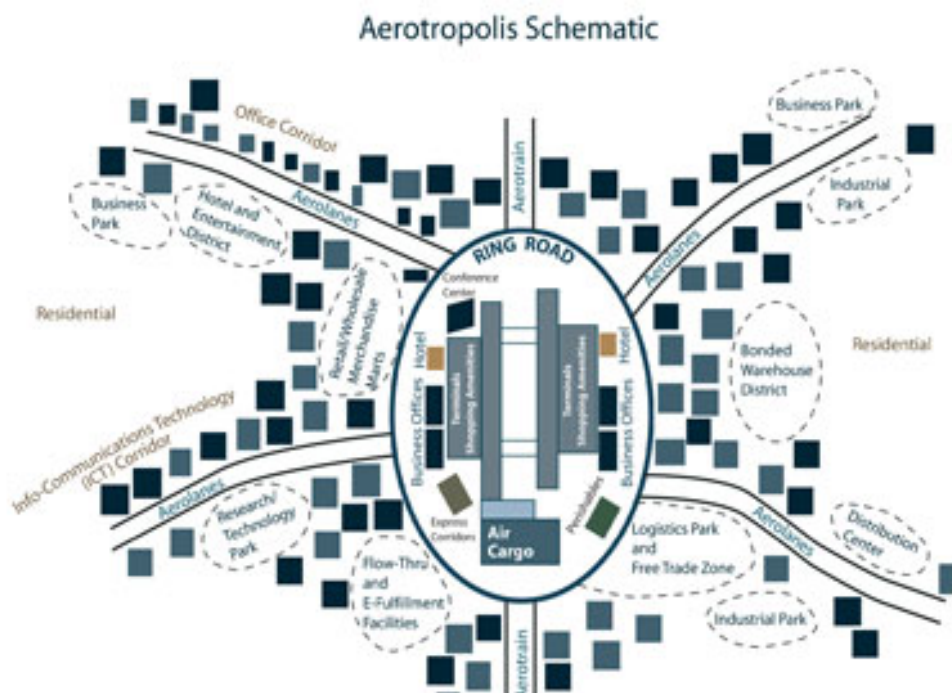 Aerotropolis Schematic
Office Corridor
Business Park
Aerotrain
Aerolanes
Business
Park
Hotel and
Entertainment
District
Industrial
Park
Aerolanes
RING ROAD
Conference
Center
Residential
Retail/Wholesale
Merchandise
Marts
Hotel
Terminals
Shopping Amenities
Terminals
Shopping Amenities
Hotel
Bonded
Warehouse
District
Residential
Business Offices
Business Offices
Info-Communications Technology
(ICT) Corridor
Aerolanes
Research/
Technology
Park
Express
Corridors
Air
Cargo
Perishables
Logistics Park
and
Free Trade Zone
Aerolanes
Distribution
Center
Flow-Thru
and
E-Fulfillment
Facilities
Industrial Park
Aerotrain